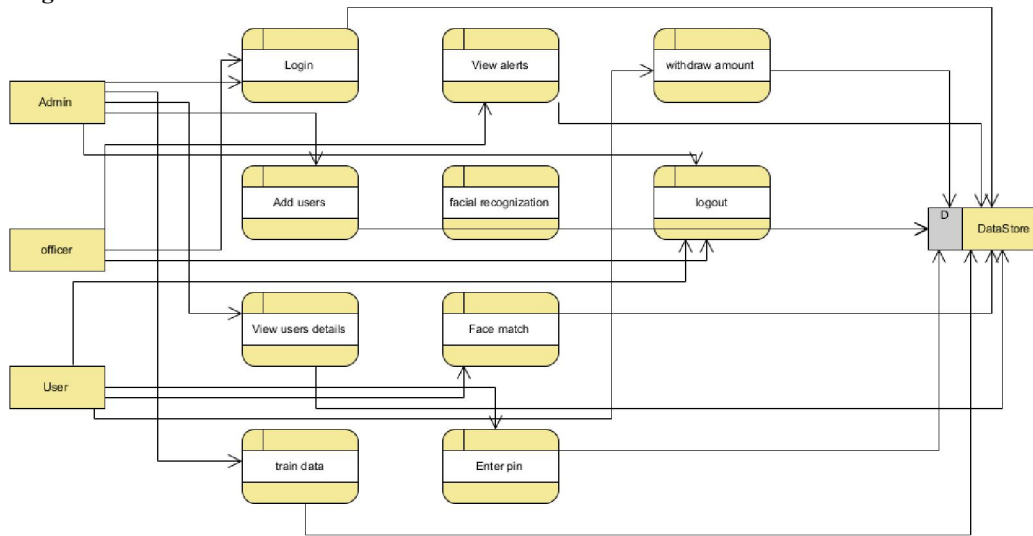 Login
View alerts
withdraw amount
Admin
Add users
facial recognization
logout
D
DataStore
officer
View users details
Face match
User
train data
Enter pin